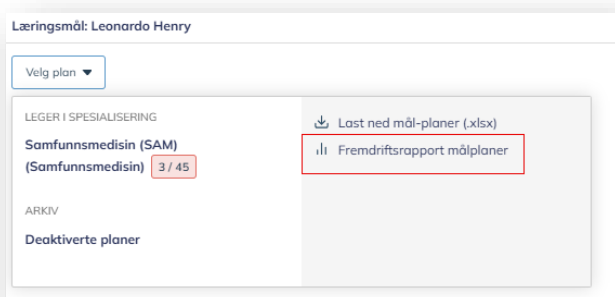 Læringsmål: Leonardo Henry
Velg plan
LEGER I SPESIALISERING
Samfunnsmedisin (SAM)
(Samfunnsmedisin) 3 / 45
ARKIV
Deaktiverte planer
Last ned mål-planer (.xlsx)
Fremdriftsrapport målplaner